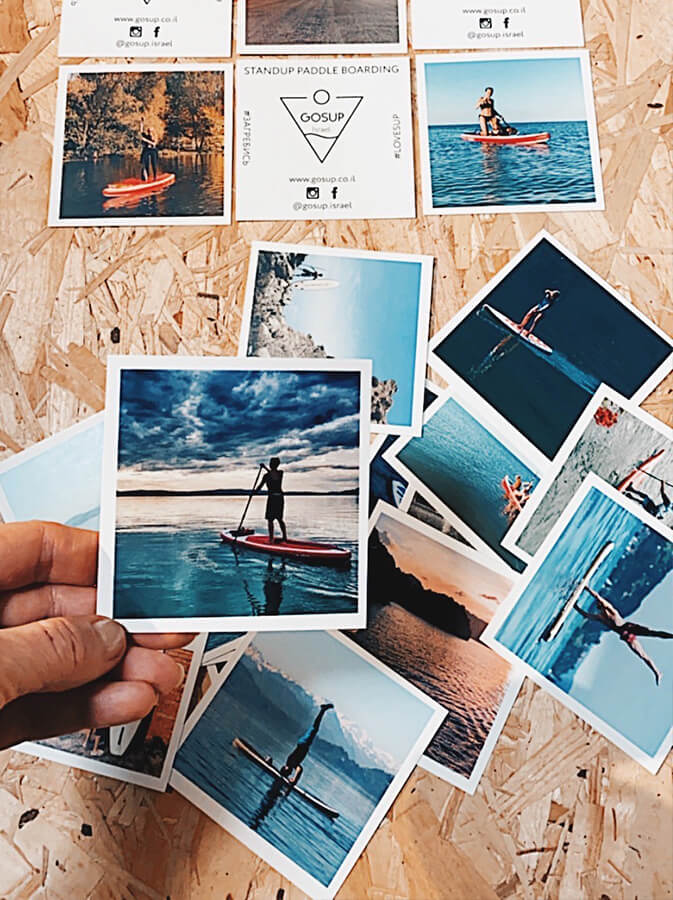 www.gosup.co.il
@gosup.israel
www.gosup.co.il
@gosup.israel
STANDUP PADDLE BOARDING
#ЗАГРЕБИСЬ
GOSUP
Israel
#LOVESUP
www.gosup.co.il
@gosup.israel